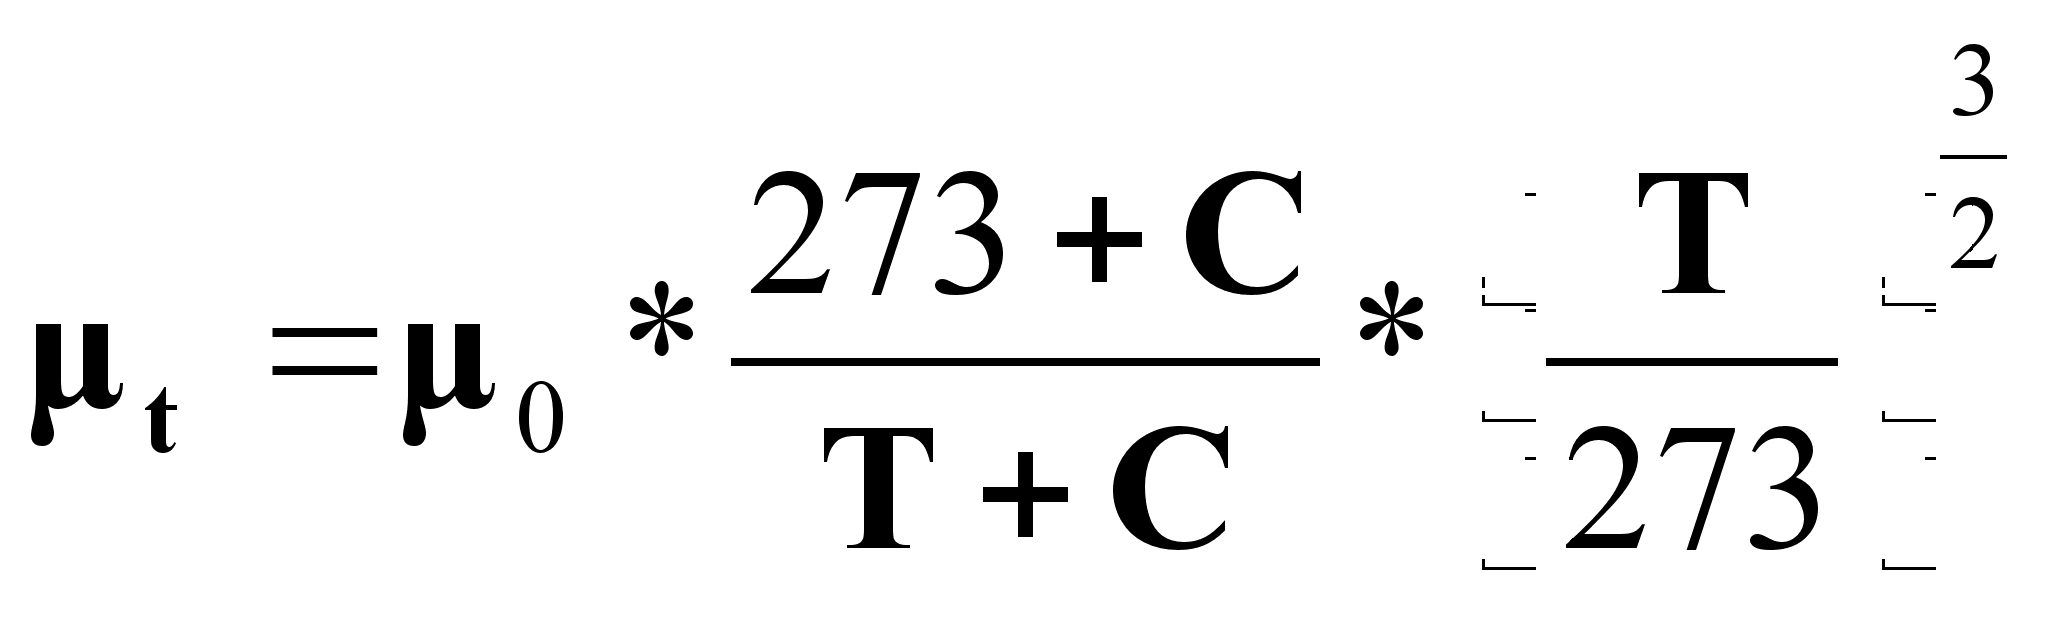 μt = μ0 * (273 + C)/(T + C) * [T/273]^(3/2)